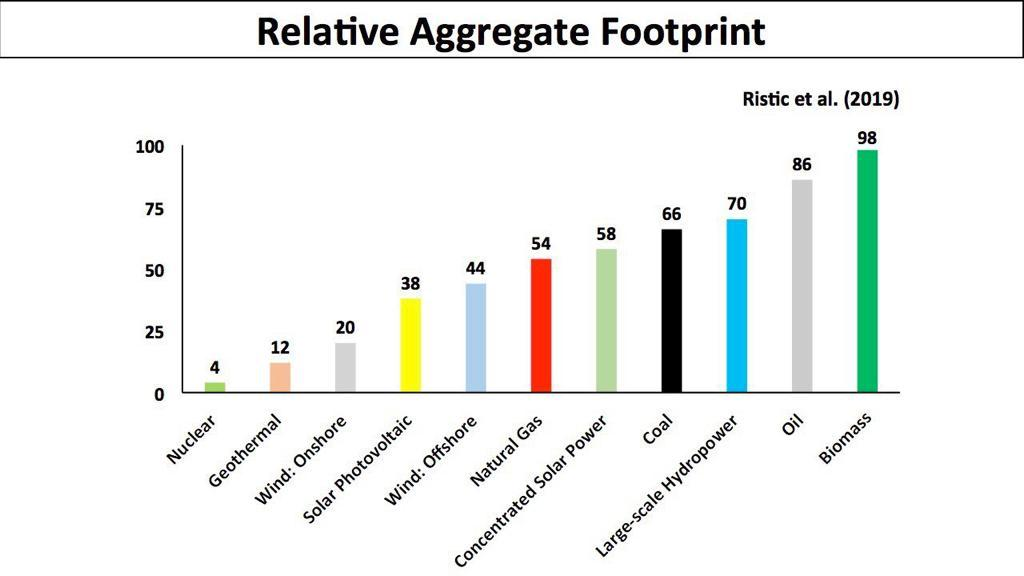 Relative Aggregate Footprint
Ristic et al. (2019)
100
75
50
25
0
4
12
20
38
44
54
58
66
70
86
98
Nuclear
Geothermal
Wind: Onshore
Solar Photovoltaic
Wind: Offshore
Natural Gas
Concentrated Solar Power
Coal
Large-scale Hydropower
Oil
Biomass